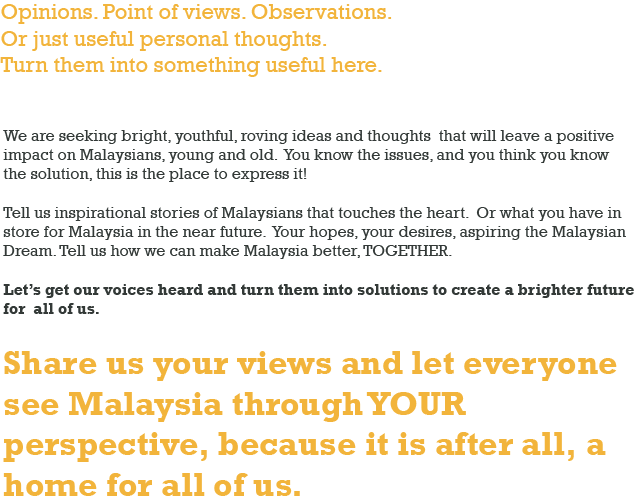 Opinions. Point of views. Observations.
Or just useful personal thoughts.
Turn them into something useful here.
We are seeking bright, youthful, roving ideas and thoughts that will leave a positive
impact on Malaysians, young and old. You know the issues, and you think you know
the solution, this is the place to express it!
Tell us inspirational stories of Malaysians that touches the heart. Or what you have in
store for Malaysia in the near future. Your hopes, your desires, aspiring the Malaysian
Dream. Tell us how we can make Malaysia better, TOGETHER.
Let's get our voices heard and turn them into solutions to create a brighter future
for all of us.
Share us your views and let everyone
see Malaysia through YOUR
perspective, because it is after all, a
home for all of us.